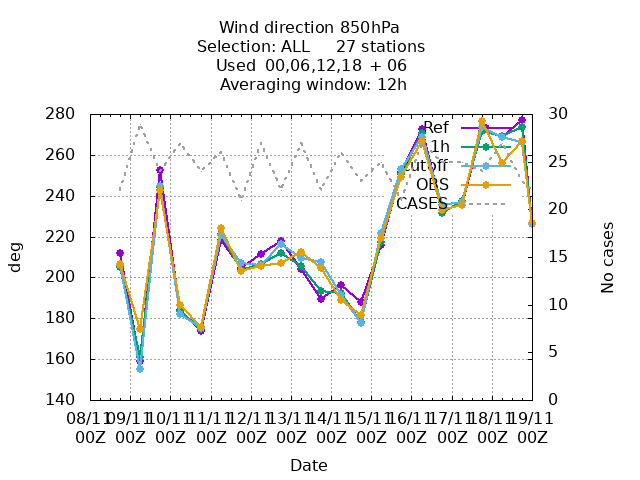 Wind direction 850hPa
Selection: ALL 27 stations
Used 00,06,12,18 + 06
Averaging window: 12h
280
260
240
220
200
180
160
140
30
25
20
15
10
5
0
Ref
1h
cutoff
OBS
CASES
deg
No cases
08/11 09/11 10/11 11/11 12/11 13/11 14/11 15/11 16/11 17/11 18/11 19/11
00Z 00Z 00Z 00Z 00Z 00Z 00Z 00Z 00Z 00Z 00Z 00Z
Date